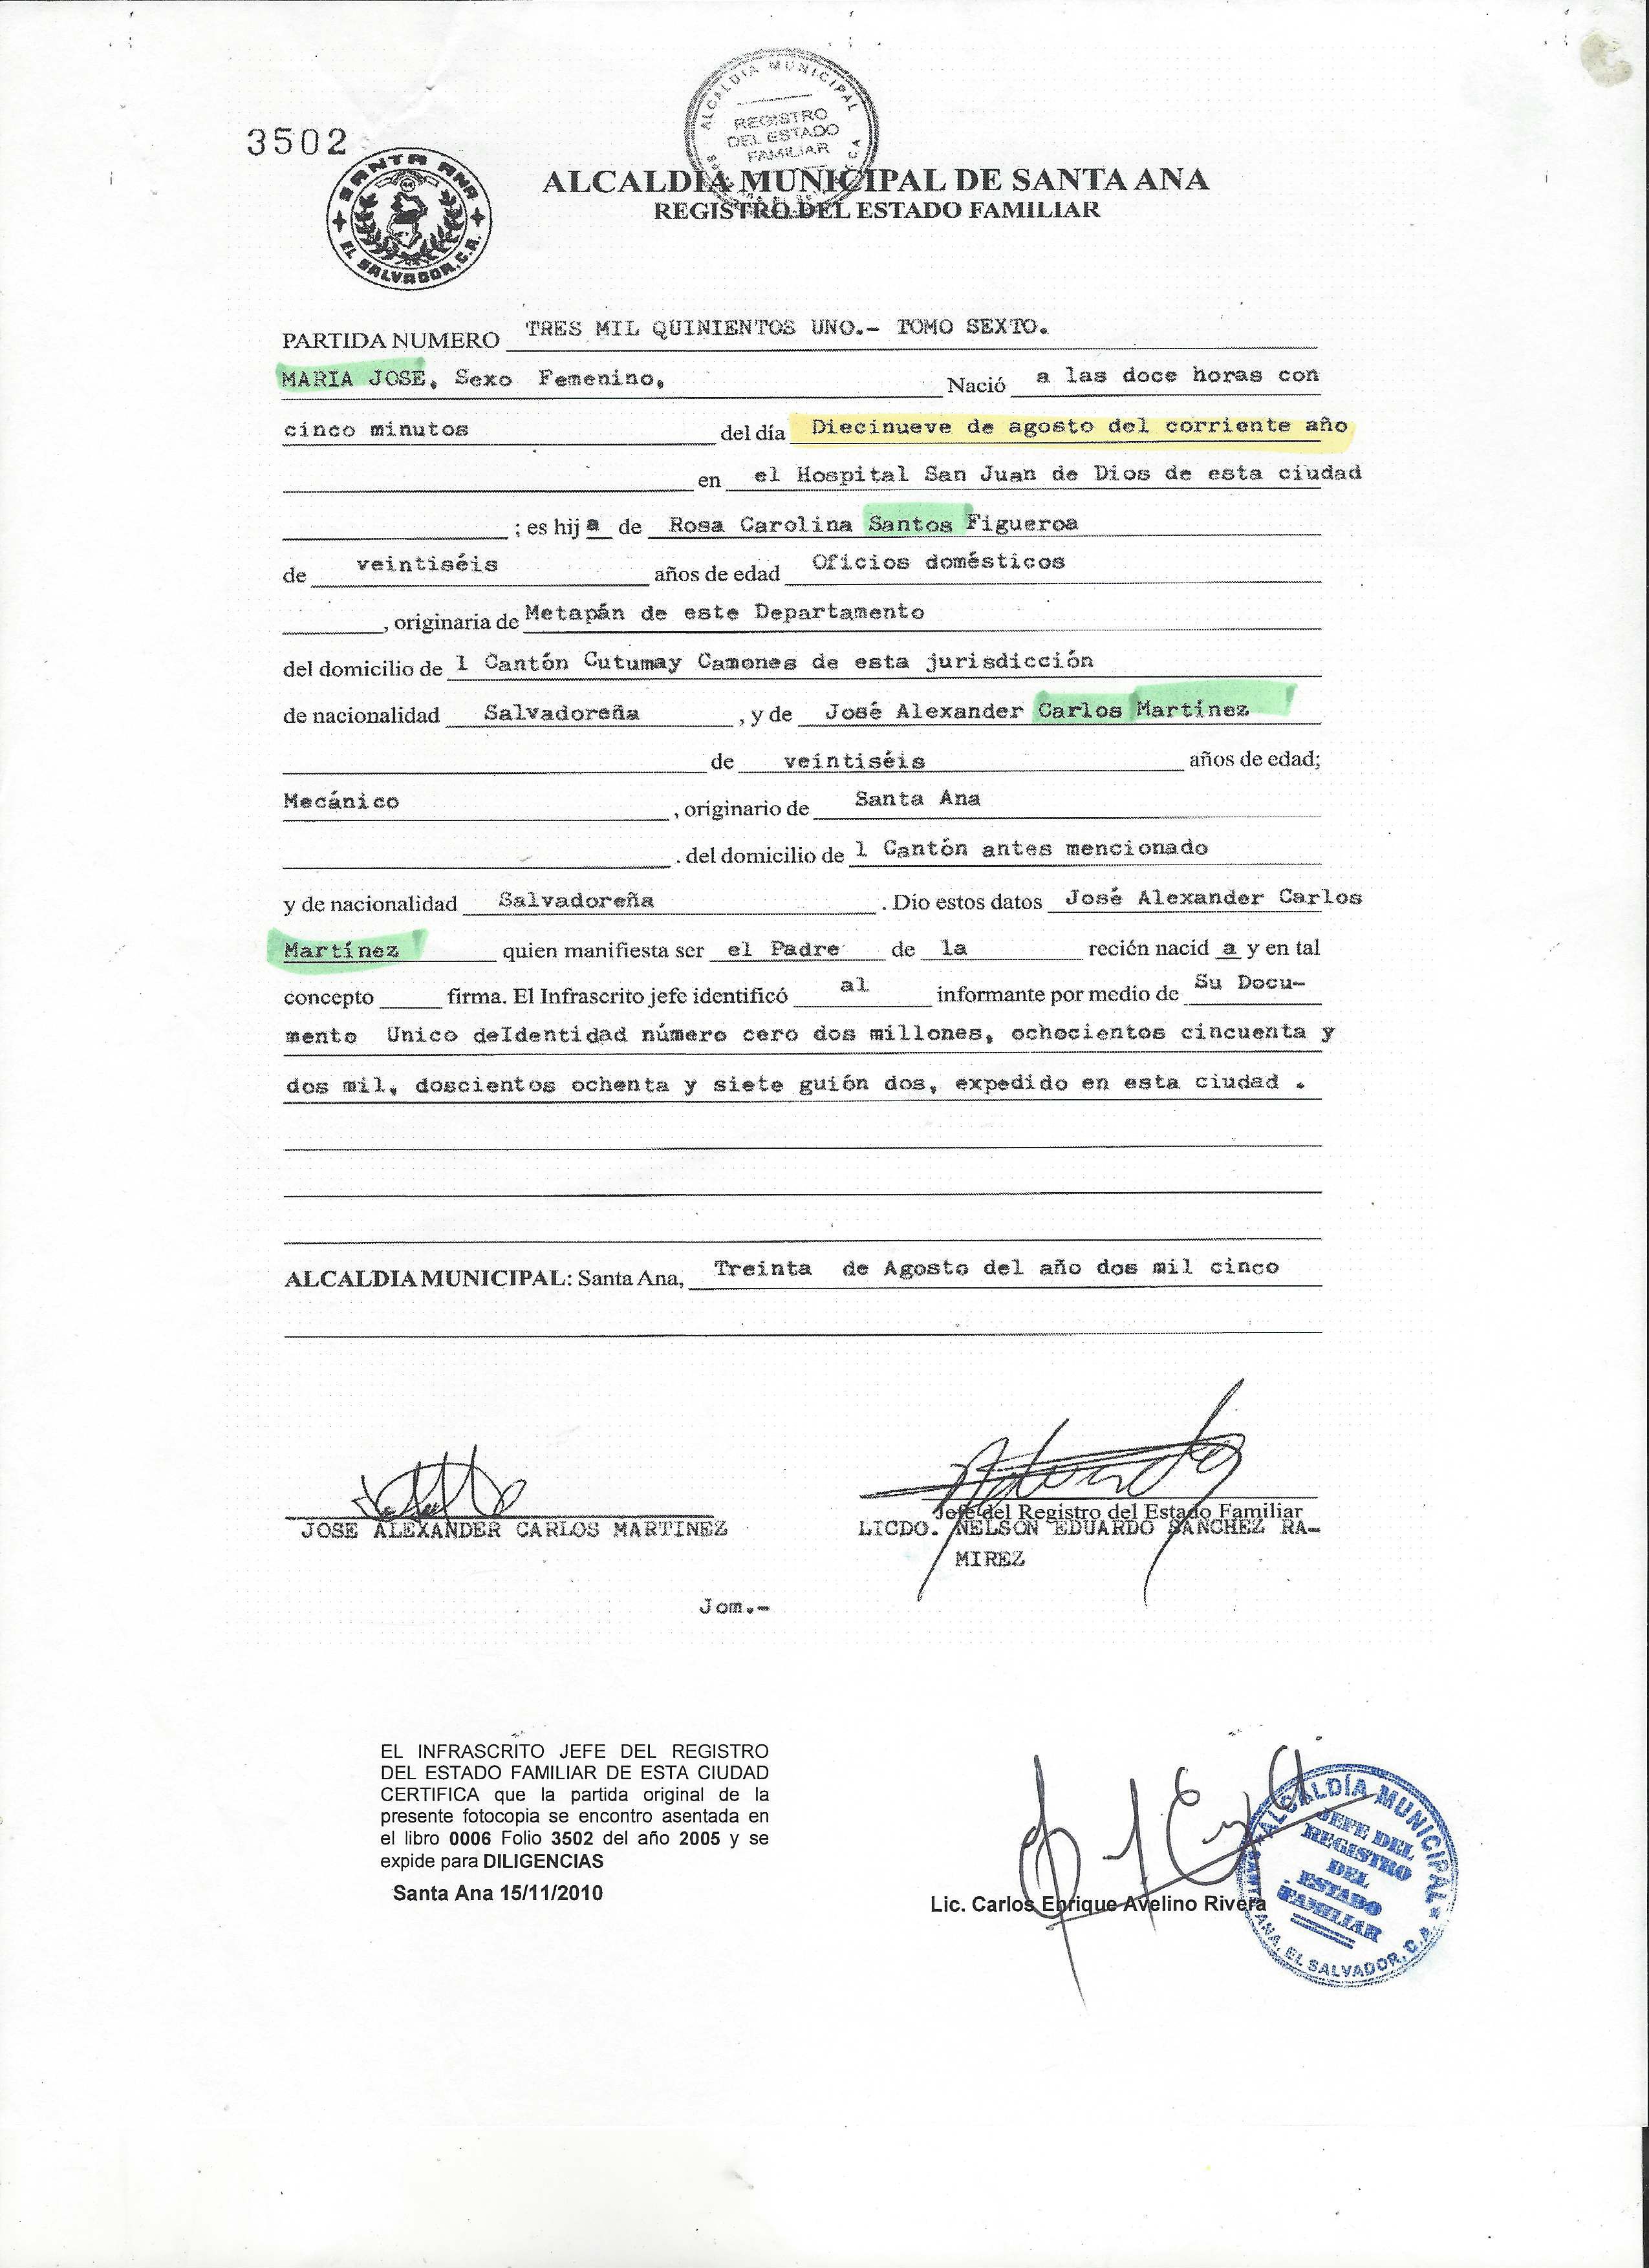 ALCALDIA MUNICIPAL
REGISTRO
DEL ESTADO
FAMILIAR
3502
SANTA ANA
EL SALVADOR, C.A.
ALCALDIA MUNICIPAL DE SANTA ANA
REGISTRO DEL ESTADO FAMILIAR
PARTIDA NUMERO TRES MIL QUINIENTOS UNO.- TOMO SEXTO.
MARIA JOSE, Sexo Femenino, Nació a las doce horas con
cinco minutos del día Diecinueve de agosto del corriente año
en el Hospital San Juan de Dios de esta ciudad
; es hij a de Rosa Carolina Santos Figueroa
de veintiséis años de edad Oficios domésticos
, originaria de Metapán de este Departamento
del domicilio de l Cantón Cutumay Camones de esta jurisdicción
de nacionalidad Salvadoreña , y de José Alexander Carlos Martínez
de veintiséis años de edad;
Mecánico , originario de Santa Ana
. del domicilio de l Cantón antes mencionado
y de nacionalidad Salvadoreña . Dio estos datos José Alexander Carlos
Martínez quien manifiesta ser el Padre de la recién nacid a y en tal
concepto firma. El Infrascrito jefe identificó al informante por medio de Su Docu-
mento Unico deIdentidad número cero dos millones, ochocientos cincuenta y
dos mil, doscientos ochenta y siete guión dos, expedido en esta ciudad .
ALCALDIA MUNICIPAL: Santa Ana, Treinta de Agosto del año dos mil cinco
Jefe del Registro del Estado Familiar
JOSE ALEXANDER CARLOS MARTINEZ LICDO. NELSON EDUARDO SANCHEZ RA-
MIREZ
Jom.-
EL INFRASCRITO JEFE DEL REGISTRO
DEL ESTADO FAMILIAR DE ESTA CIUDAD
CERTIFICA que la partida original de la
presente fotocopia se encontro asentada en
el libro 0006 Folio 3502 del año 2005 y se
expide para DILIGENCIAS
Santa Ana 15/11/2010
Lic. Carlos Enrique Avelino Rivera
ALCALDÍA MUNICIPAL
JEFE DEL
REGISTRO
DEL
ESTADO
FAMILIAR
SANTA ANA, EL SALVADOR, C.A.